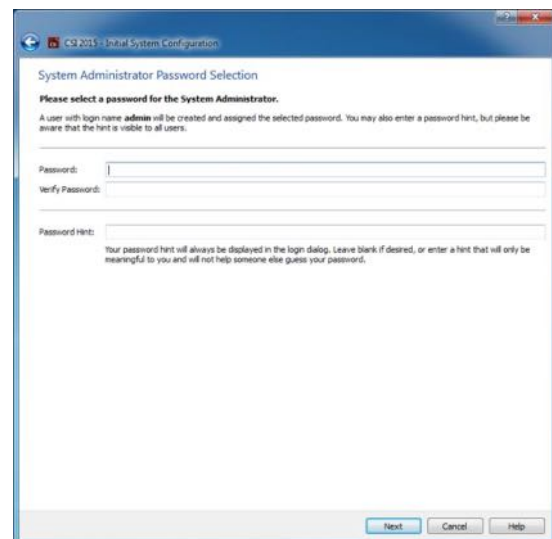 CSI 2015 - Initial System Configuration
System Administrator Password Selection
Please select a password for the System Administrator.
A user with login name admin will be created and assigned the selected password. You may also enter a password hint, but please be
aware that the hint is visible to all users.
Password:
Verify Password:
Password Hint:
Your password hint will always be displayed in the login dialog. Leave blank if desired, or enter a hint that will only be
meaningful to you and will not help someone else guess your password.
Next Cancel Help